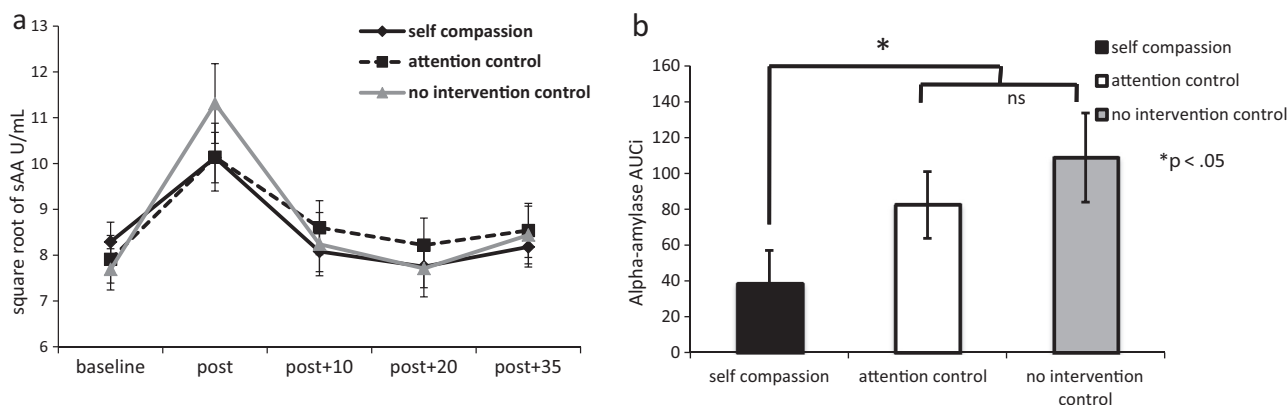 a
13
12
11
10
9
8
7
6
square root of sAA U/mL
self compassion
attention control
no intervention control
baseline
post
post+10
post+20
post+35
b
160
140
120
100
80
60
40
20
0
Alpha-amylase AUCi
*
ns
self compassion
attention control
no intervention control
*p < .05
self compassion
attention control
no intervention
control